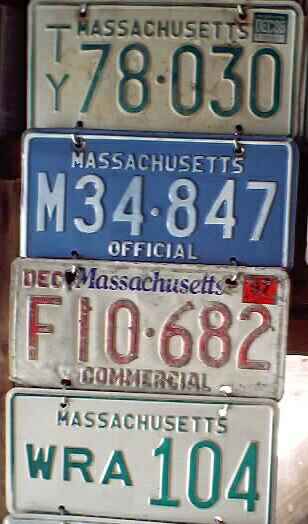 MASSACHUSETTS
TY 78·030
MASSACHUSETTS
M34·847
OFFICIAL
DEC Massachusetts 87
F10·682
COMMERCIAL
MASSACHUSETTS
WRA 104